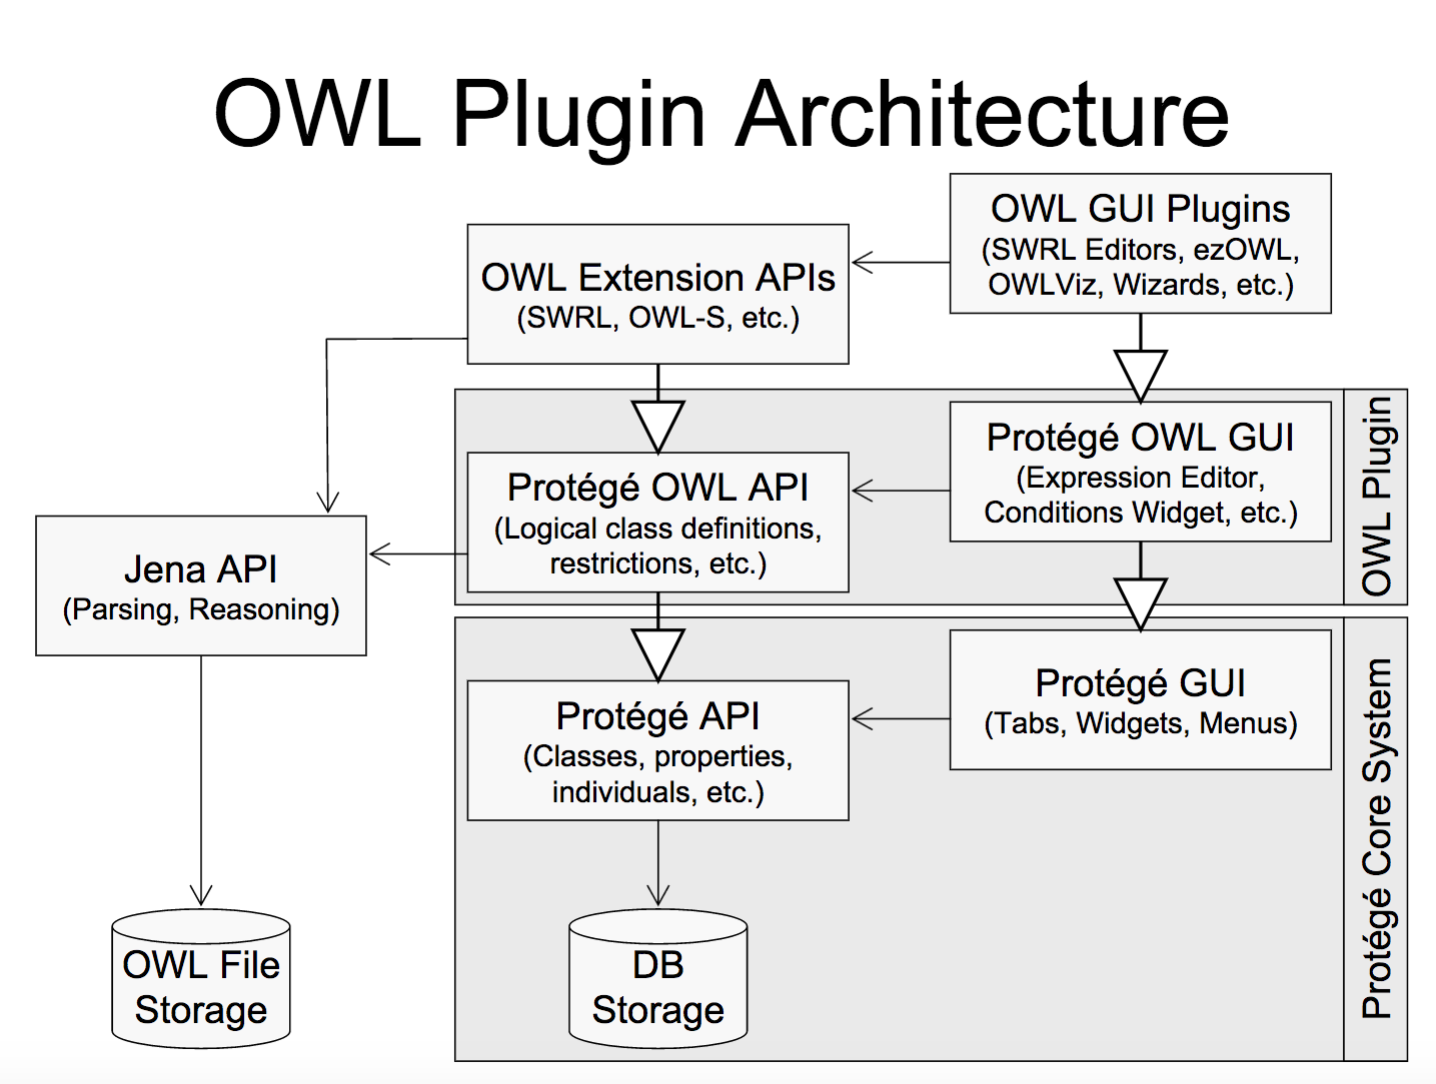 OWL Plugin Architecture
OWL GUI Plugins
(SWRL Editors, ezOWL,
OWLViz, Wizards, etc.)
OWL Extension APIs
(SWRL, OWL-S, etc.)
Protégé OWL GUI
(Expression Editor,
Conditions Widget, etc.)
OWL Plugin
Protégé OWL API
(Logical class definitions,
restrictions, etc.)
Jena API
(Parsing, Reasoning)
Protégé GUI
(Tabs, Widgets, Menus)
Protégé API
(Classes, properties,
individuals, etc.)
Protégé Core System
OWL File
Storage
DB
Storage